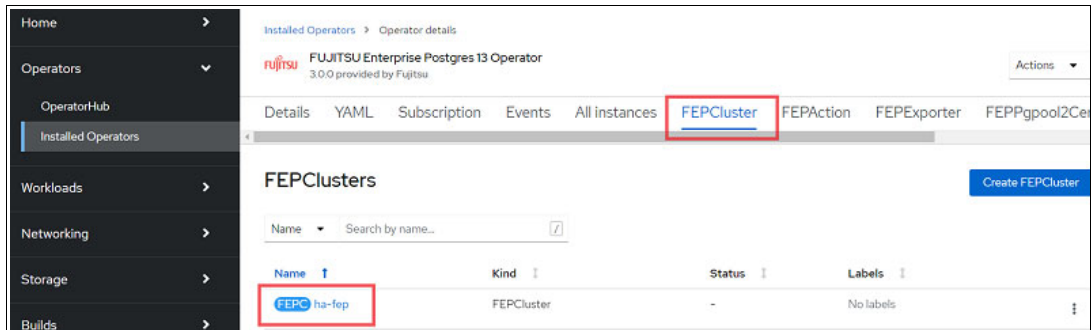 Home
Operators
OperatorHub
Installed Operators
Workloads
Networking
Storage
Builds
Installed Operators > Operator details
FUJITSU
FUJITSU Enterprise Postgres 13 Operator
3.0.0 provided by Fujitsu
Actions
Details YAML Subscription Events All instances FEPCluster FEPAction FEPExporter FEPPgpool2Cer
FEPClusters
Create FEPCluster
Name Search by name... /
Name Kind Status Labels
FEPC ha-fep FEPCluster - No labels